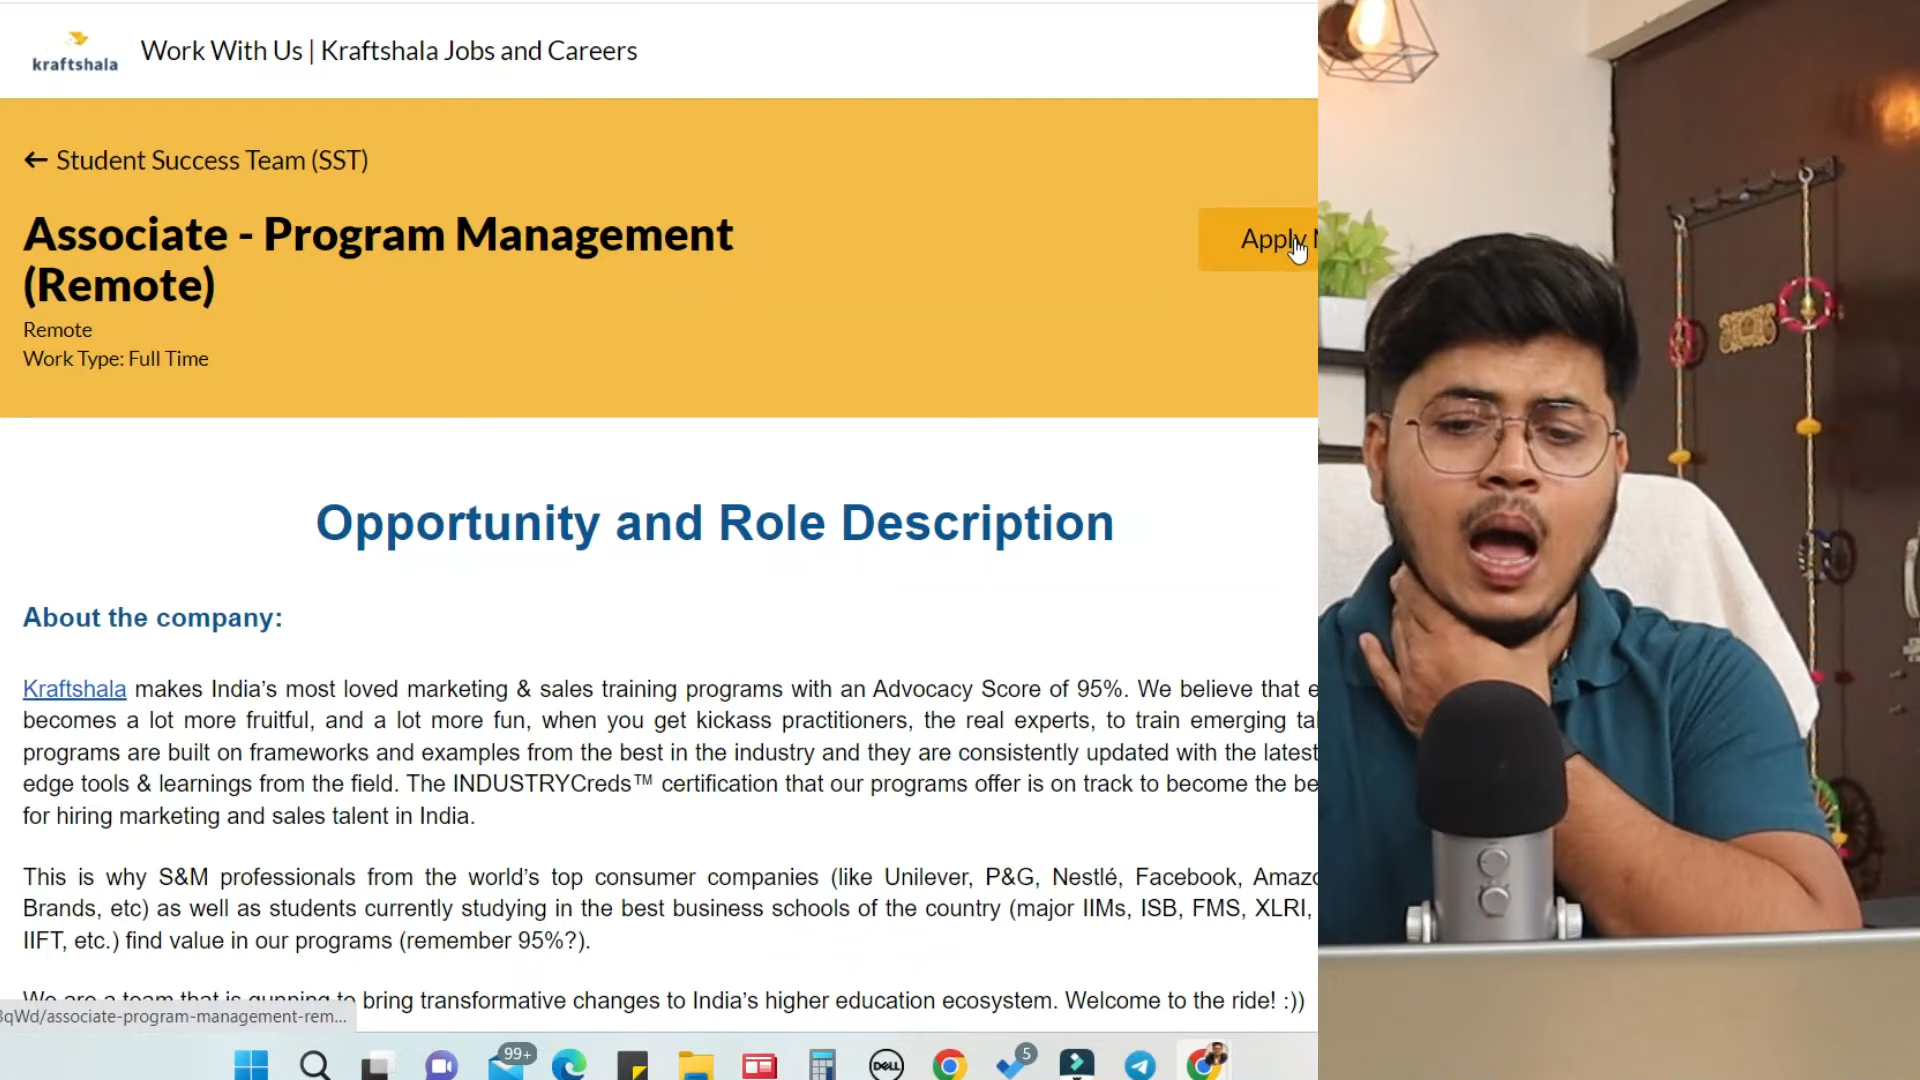 kraftshala
Work With Us | Kraftshala Jobs and Careers
← Student Success Team (SST)
Associate - Program Management
(Remote)
Remote
Work Type: Full Time
Apply
Opportunity and Role Description
About the company:
Kraftshala makes India's most loved marketing & sales training programs with an Advocacy Score of 95%. We believe that
becomes a lot more fruitful, and a lot more fun, when you get kickass practitioners, the real experts, to train emerging
programs are built on frameworks and examples from the best in the industry and they are consistently updated with the latest
edge tools & learnings from the field. The INDUSTRYCreds™ certification that our programs offer is on track to become the
for hiring marketing and sales talent in India.
This is why S&M professionals from the world's top consumer companies (like Unilever, P&G, Nestlé, Facebook,
Brands, etc) as well as students currently studying in the best business schools of the country (major IIMs, ISB, FMS, XLRI,
IIFT, etc.) find value in our programs (remember 95%?).
We are a team that is gunning to bring transformative changes to India's higher education ecosystem. Welcome to the ride! :))
qWd/associate-program-management-rem...
99+
DELL
5